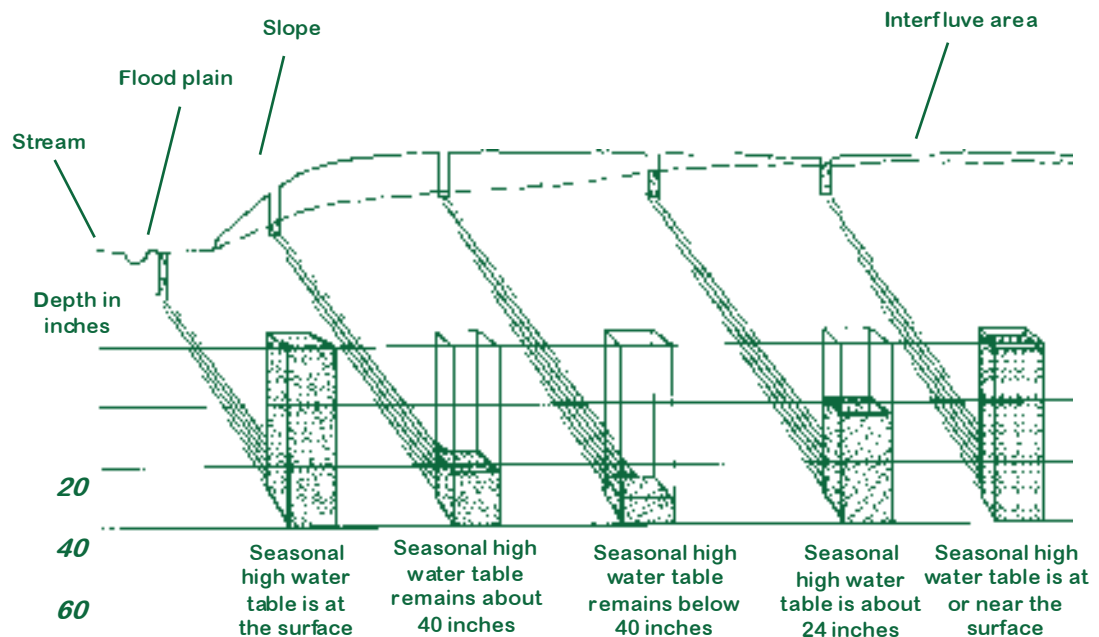 Slope
Interfluve area
Flood plain
Stream
Depth in
inches
20
40
60
Seasonal
high water
table is at
the surface
Seasonal high
water table
remains about
40 inches
Seasonal high
water table
remains below
40 inches
Seasonal
high water
table is about
24 inches
Seasonal high
water table is at
or near the
surface